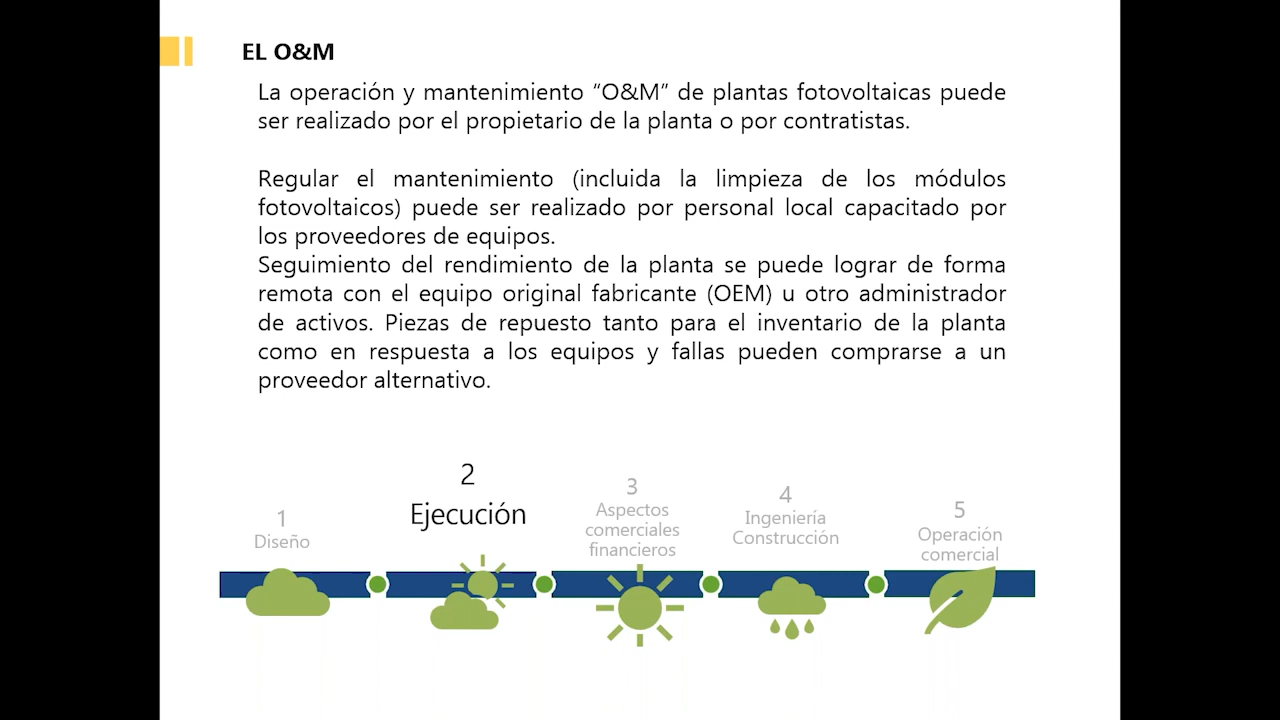 EL O&M
La operación y mantenimiento “O&M” de plantas fotovoltaicas puede
ser realizado por el propietario de la planta o por contratistas.
Regular el mantenimiento (incluida la limpieza de los módulos
fotovoltaicos) puede ser realizado por personal local capacitado por
los proveedores de equipos.
Seguimiento del rendimiento de la planta se puede lograr de forma
remota con el equipo original fabricante (OEM) u otro administrador
de activos. Piezas de repuesto tanto para el inventario de la planta
como en respuesta a los equipos y fallas pueden comprarse a un
proveedor alternativo.
1
Diseño
2
Ejecución
3
Aspectos
comerciales
financieros
4
Ingeniería
Construcción
5
Operación
comercial